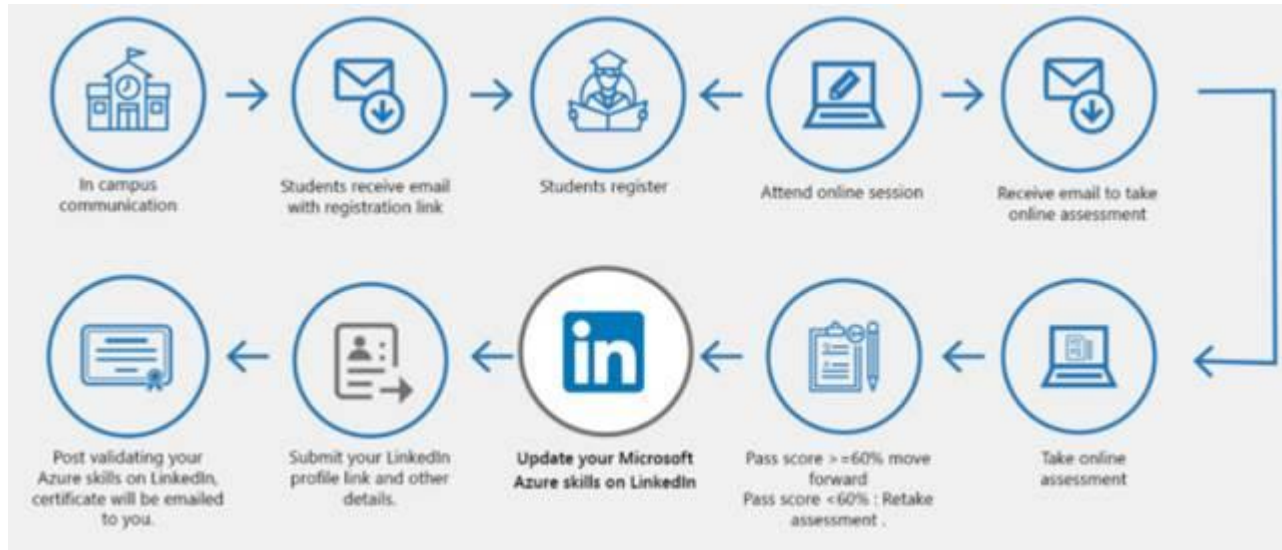 In campus
communication
Students receive email
with registration link
Students register
Attend online session
Receive email to take
online assessment
Post validating your
Azure skills on LinkedIn,
certificate will be emailed
to you.
Submit your LinkedIn
profile link and other
details.
in
Update your Microsoft
Azure skills on LinkedIn
Pass score >=60% move
forward
Pass score <60% : Retake
assessment .
Take online
assessment